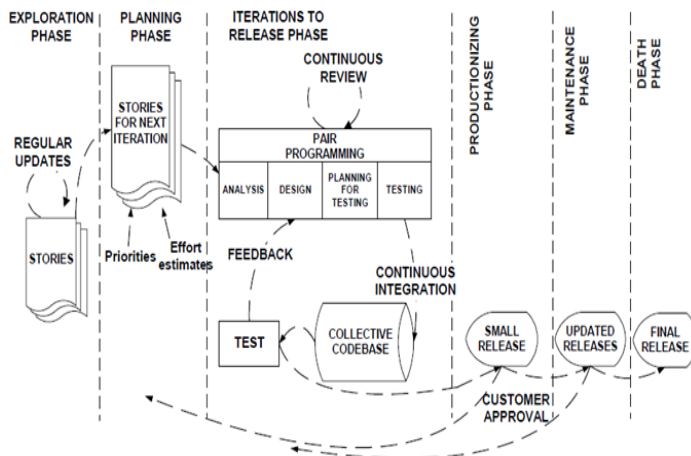 EXPLORATION
PHASE
PLANNING
PHASE
ITERATIONS TO
RELEASE PHASE
PRODUCTIONIZING
PHASE
MAINTENANCE
PHASE
DEATH
PHASE
CONTINUOUS
REVIEW
REGULAR
UPDATES
STORIES
STORIES
FOR NEXT
ITERATION
Priorities
Effort
estimates
PAIR
PROGRAMMING
ANALYSIS
DESIGN
PLANNING
FOR
TESTING
TESTING
FEEDBACK
CONTINUOUS
INTEGRATION
TEST
COLLECTIVE
CODEBASE
SMALL
RELEASE
UPDATED
RELEASES
FINAL
RELEASE
CUSTOMER
APPROVAL